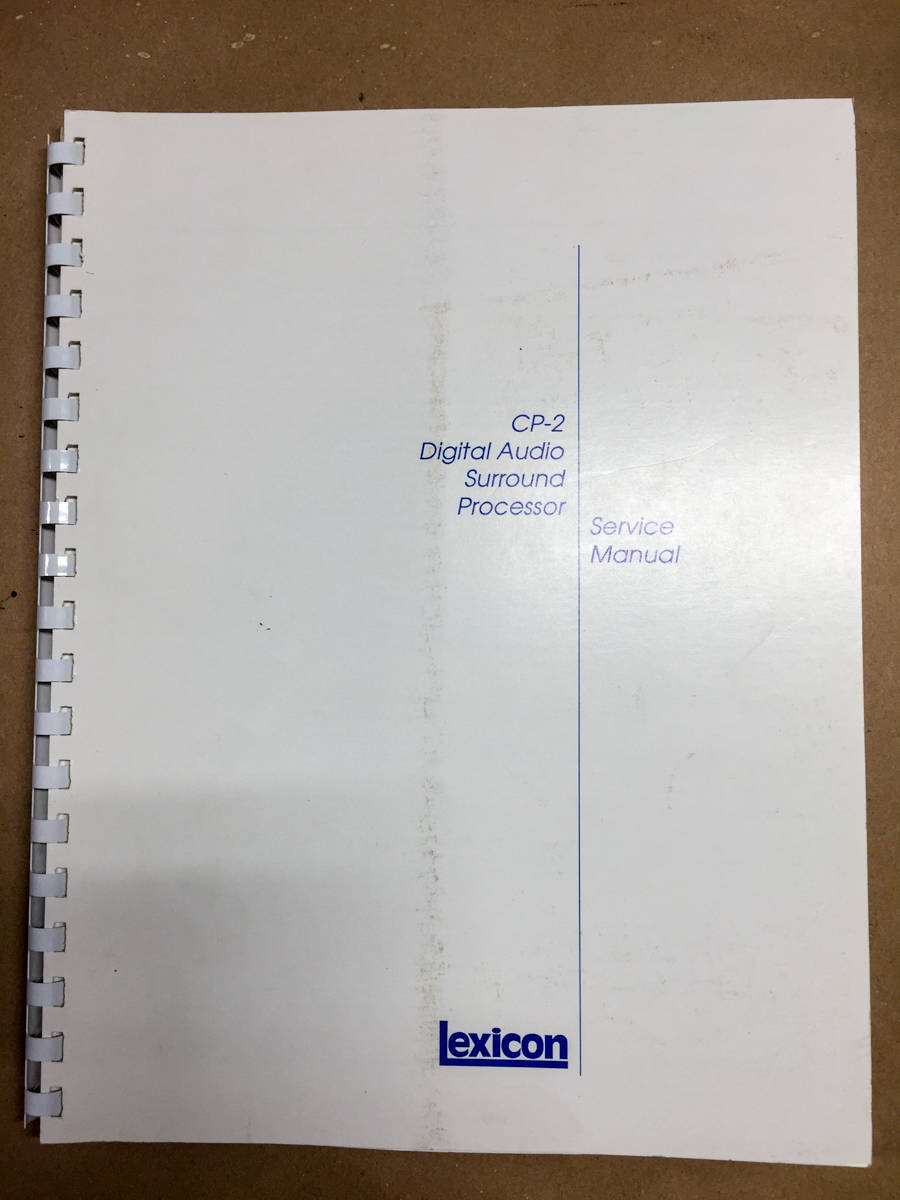 CP-2
Digital Audio
Surround
Processor
Service
Manual
lexicon